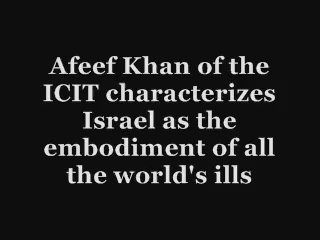 Afeef Khan of the
ICIT characterizes
Israel as the
embodiment of all
the world's ills